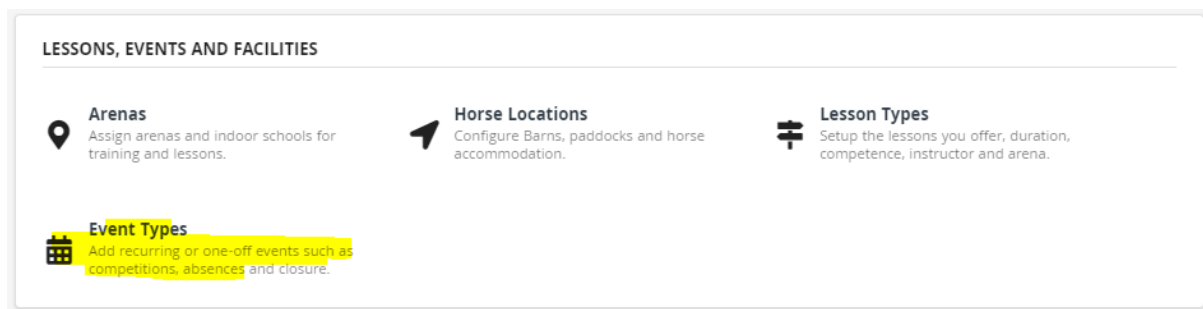 LESSONS, EVENTS AND FACILITIES
Arenas
Assign arenas and indoor schools for
training and lessons.
Horse Locations
Configure Barns, paddocks and horse
accommodation.
Lesson Types
Setup the lessons you offer, duration,
competence, instructor and arena.
Event Types
Add recurring or one-off events such as
competitions, absences and closure.